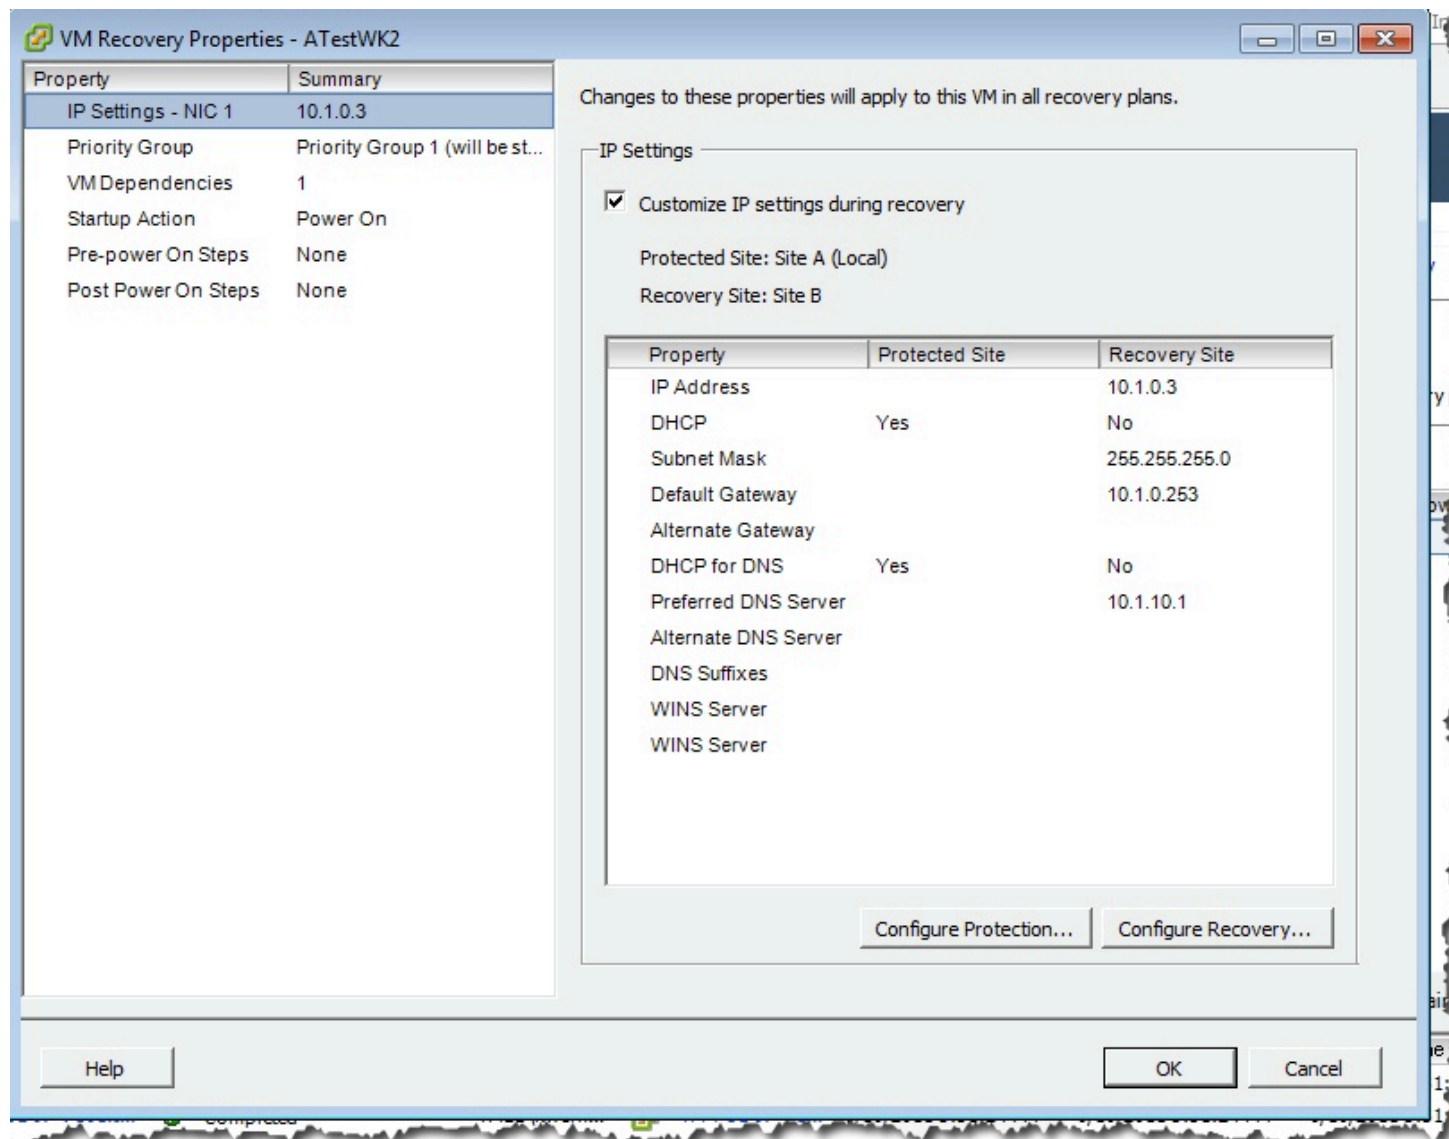 VM Recovery Properties - ATestWK2
Property Summary
IP Settings - NIC 1 10.1.0.3
Priority Group Priority Group 1 (will be st...
VM Dependencies 1
Startup Action Power On
Pre-power On Steps None
Post Power On Steps None
Changes to these properties will apply to this VM in all recovery plans.
IP Settings
Customize IP settings during recovery
Protected Site: Site A (Local)
Recovery Site: Site B
Property Protected Site Recovery Site
IP Address 10.1.0.3
DHCP Yes No
Subnet Mask 255.255.255.0
Default Gateway 10.1.0.253
Alternate Gateway
DHCP for DNS Yes No
Preferred DNS Server 10.1.10.1
Alternate DNS Server
DNS Suffixes
WINS Server
WINS Server
Configure Protection... Configure Recovery...
Help OK Cancel